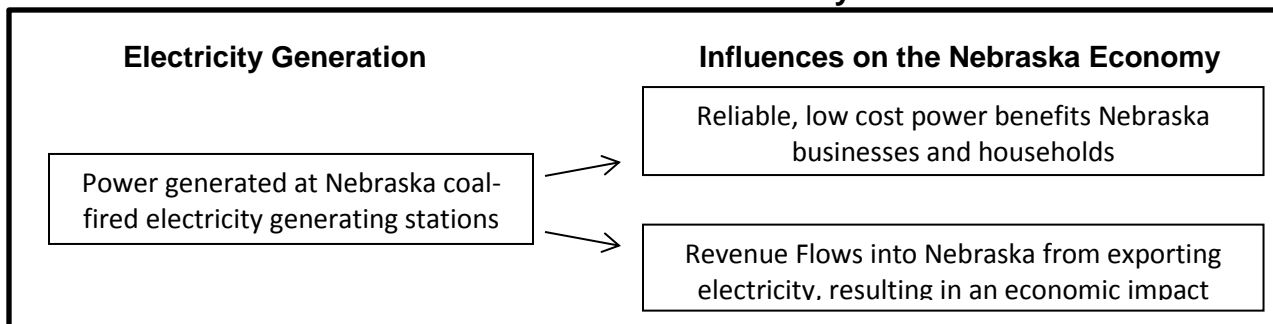 Electricity Generation
Influences on the Nebraska Economy
Reliable, low cost power benefits Nebraska
businesses and households
Power generated at Nebraska coal-
fired electricity generating stations
Revenue Flows into Nebraska from exporting
electricity, resulting in an economic impact